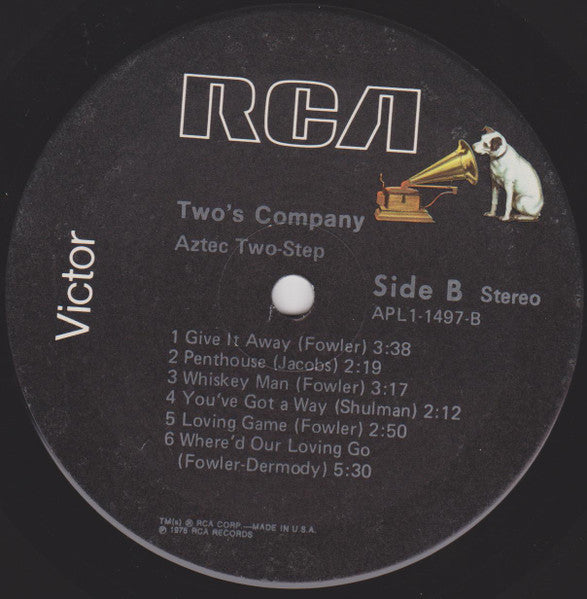 RCA
Two's Company
Aztec Two-Step
Victor
Side B Stereo
APL1-1497-B
1 Give It Away (Fowler) 3:38
2 Penthouse (Jacobs) 2:19
3 Whiskey Man (Fowler) 3:17
4 You've Got a Way (Shulman) 2:12
5 Loving Game (Fowler) 2:50
6 Where'd Our Loving Go
(Fowler-Dermody) 5:30
TM(s) ® RCA CORP.—MADE IN U.S.A.
℗ 1976 RCA RECORDS